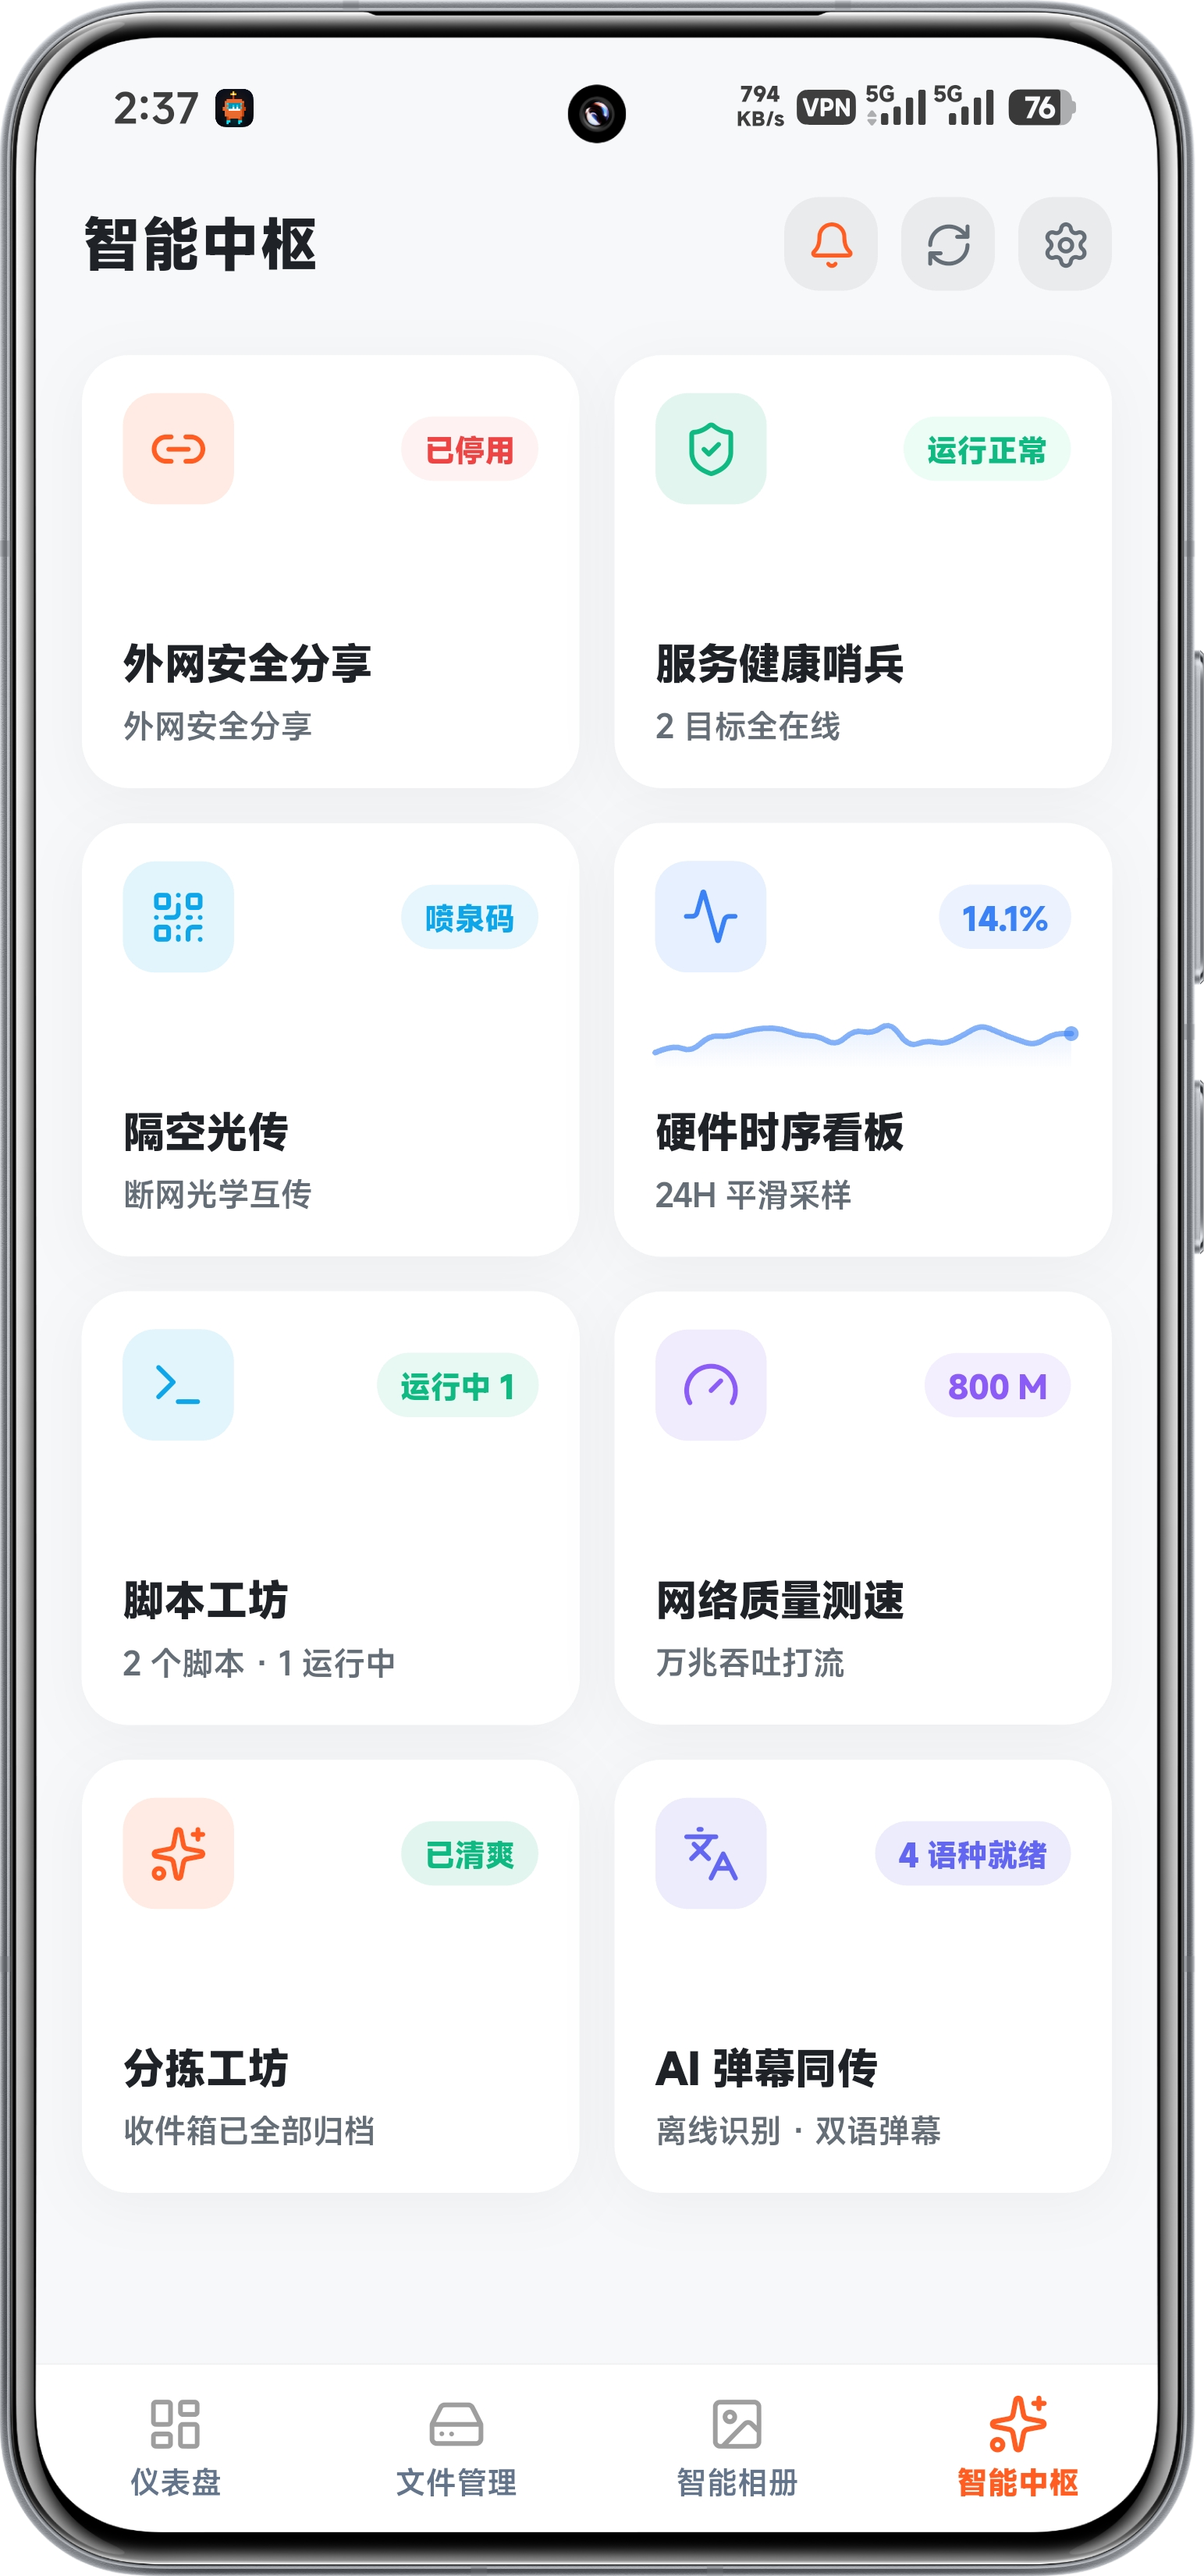 2:37
794 KB/s VPN 5G 5G 76
智能中枢
已停用
外网安全分享
外网安全分享
运行正常
服务健康哨兵
2 目标全在线
喷泉码
隔空光传
断网光学互传
14.1%
硬件时序看板
24H 平滑采样
运行中 1
脚本工坊
2 个脚本 · 1 运行中
800 M
网络质量测速
万兆吞吐打流
已清爽
分拣工坊
收件箱已全部归档
4 语种就绪
AI 弹幕同传
离线识别 · 双语弹幕
仪表盘
文件管理
智能相册
智能中枢